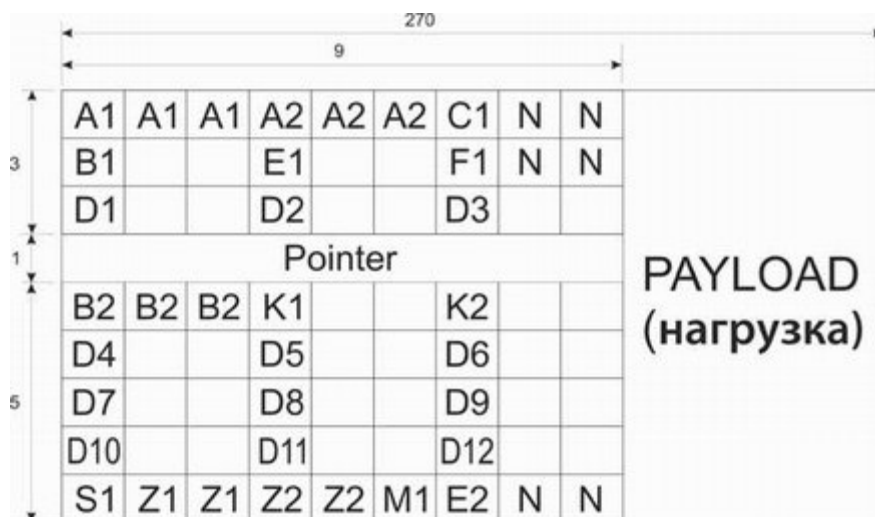 270
9
A1 A1 A1 A2 A2 A2 C1 N N
3 B1 E1 F1 N N
D1 D2 D3
1 Pointer
B2 B2 B2 K1 K2
D4 D5 D6
5 D7 D8 D9
D10 D11 D12
S1 Z1 Z1 Z2 Z2 M1 E2 N N
PAYLOAD
(нагрузка)